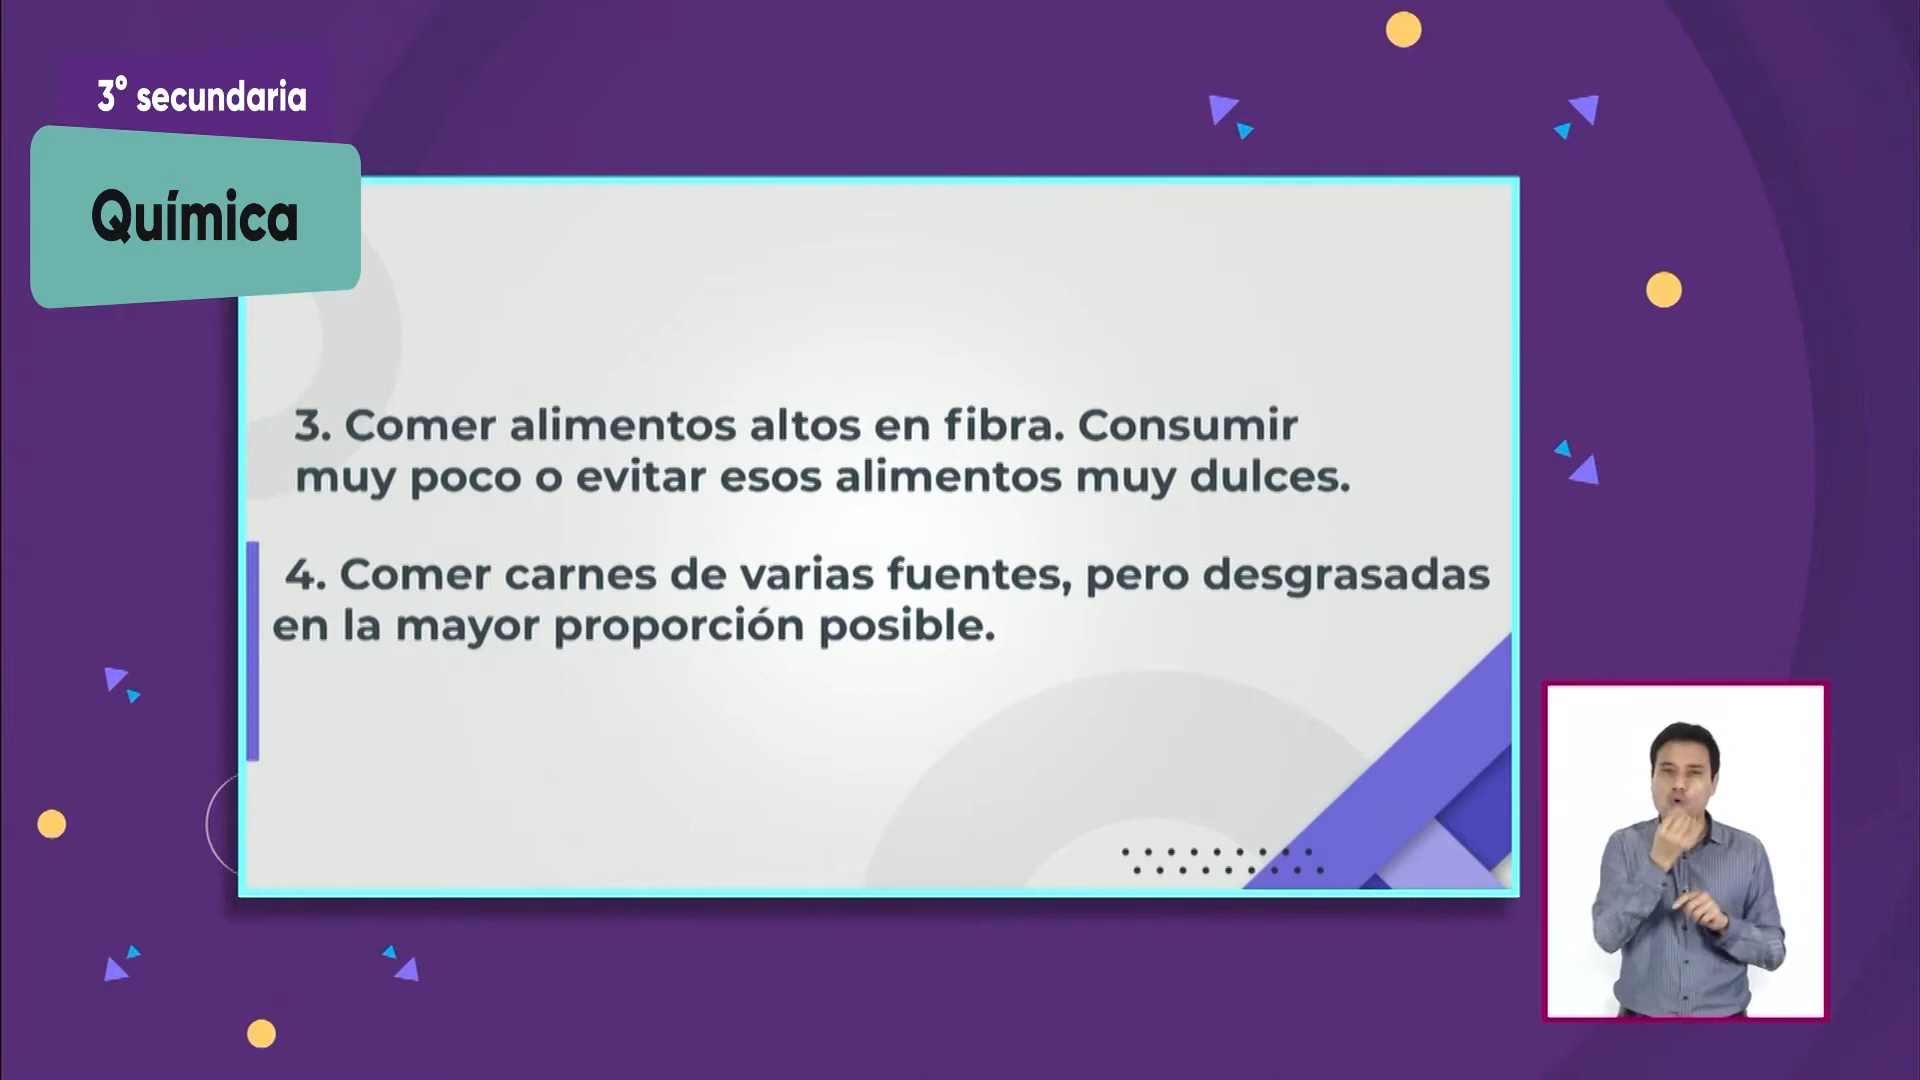 3° secundaria
Química
3. Comer alimentos altos en fibra. Consumir
muy poco o evitar esos alimentos muy dulces.
4. Comer carnes de varias fuentes, pero desgrasadas
en la mayor proporción posible.